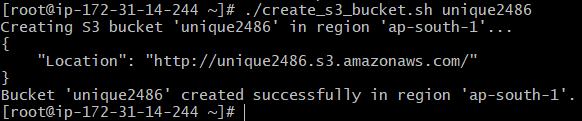 [root@ip-172-31-14-244 ~]# ./create_s3_bucket.sh unique2486
Creating S3 bucket 'unique2486' in region 'ap-south-1'...
{
    "Location": "http://unique2486.s3.amazonaws.com/"
}
Bucket 'unique2486' created successfully in region 'ap-south-1'.
[root@ip-172-31-14-244 ~]#